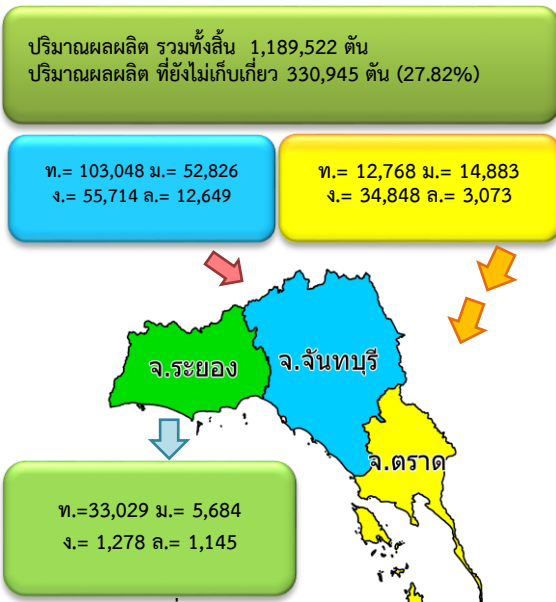 ปริมาณผลผลิต รวมทั้งสิ้น 1,189,522 ตัน
ปริมาณผลผลิต ที่ยังไม่เก็บเกี่ยว 330,945 ตัน (27.82%)
ท.= 103,048 ม.= 52,826
ง.= 55,714 ล.= 12,649
ท.= 12,768 ม.= 14,883
ง.= 34,848 ล.= 3,073
จ.ระยอง
จ.จันทบุรี
จ.ตราด
ท.=33,029 ม.= 5,684
ง.= 1,278 ล.= 1,145